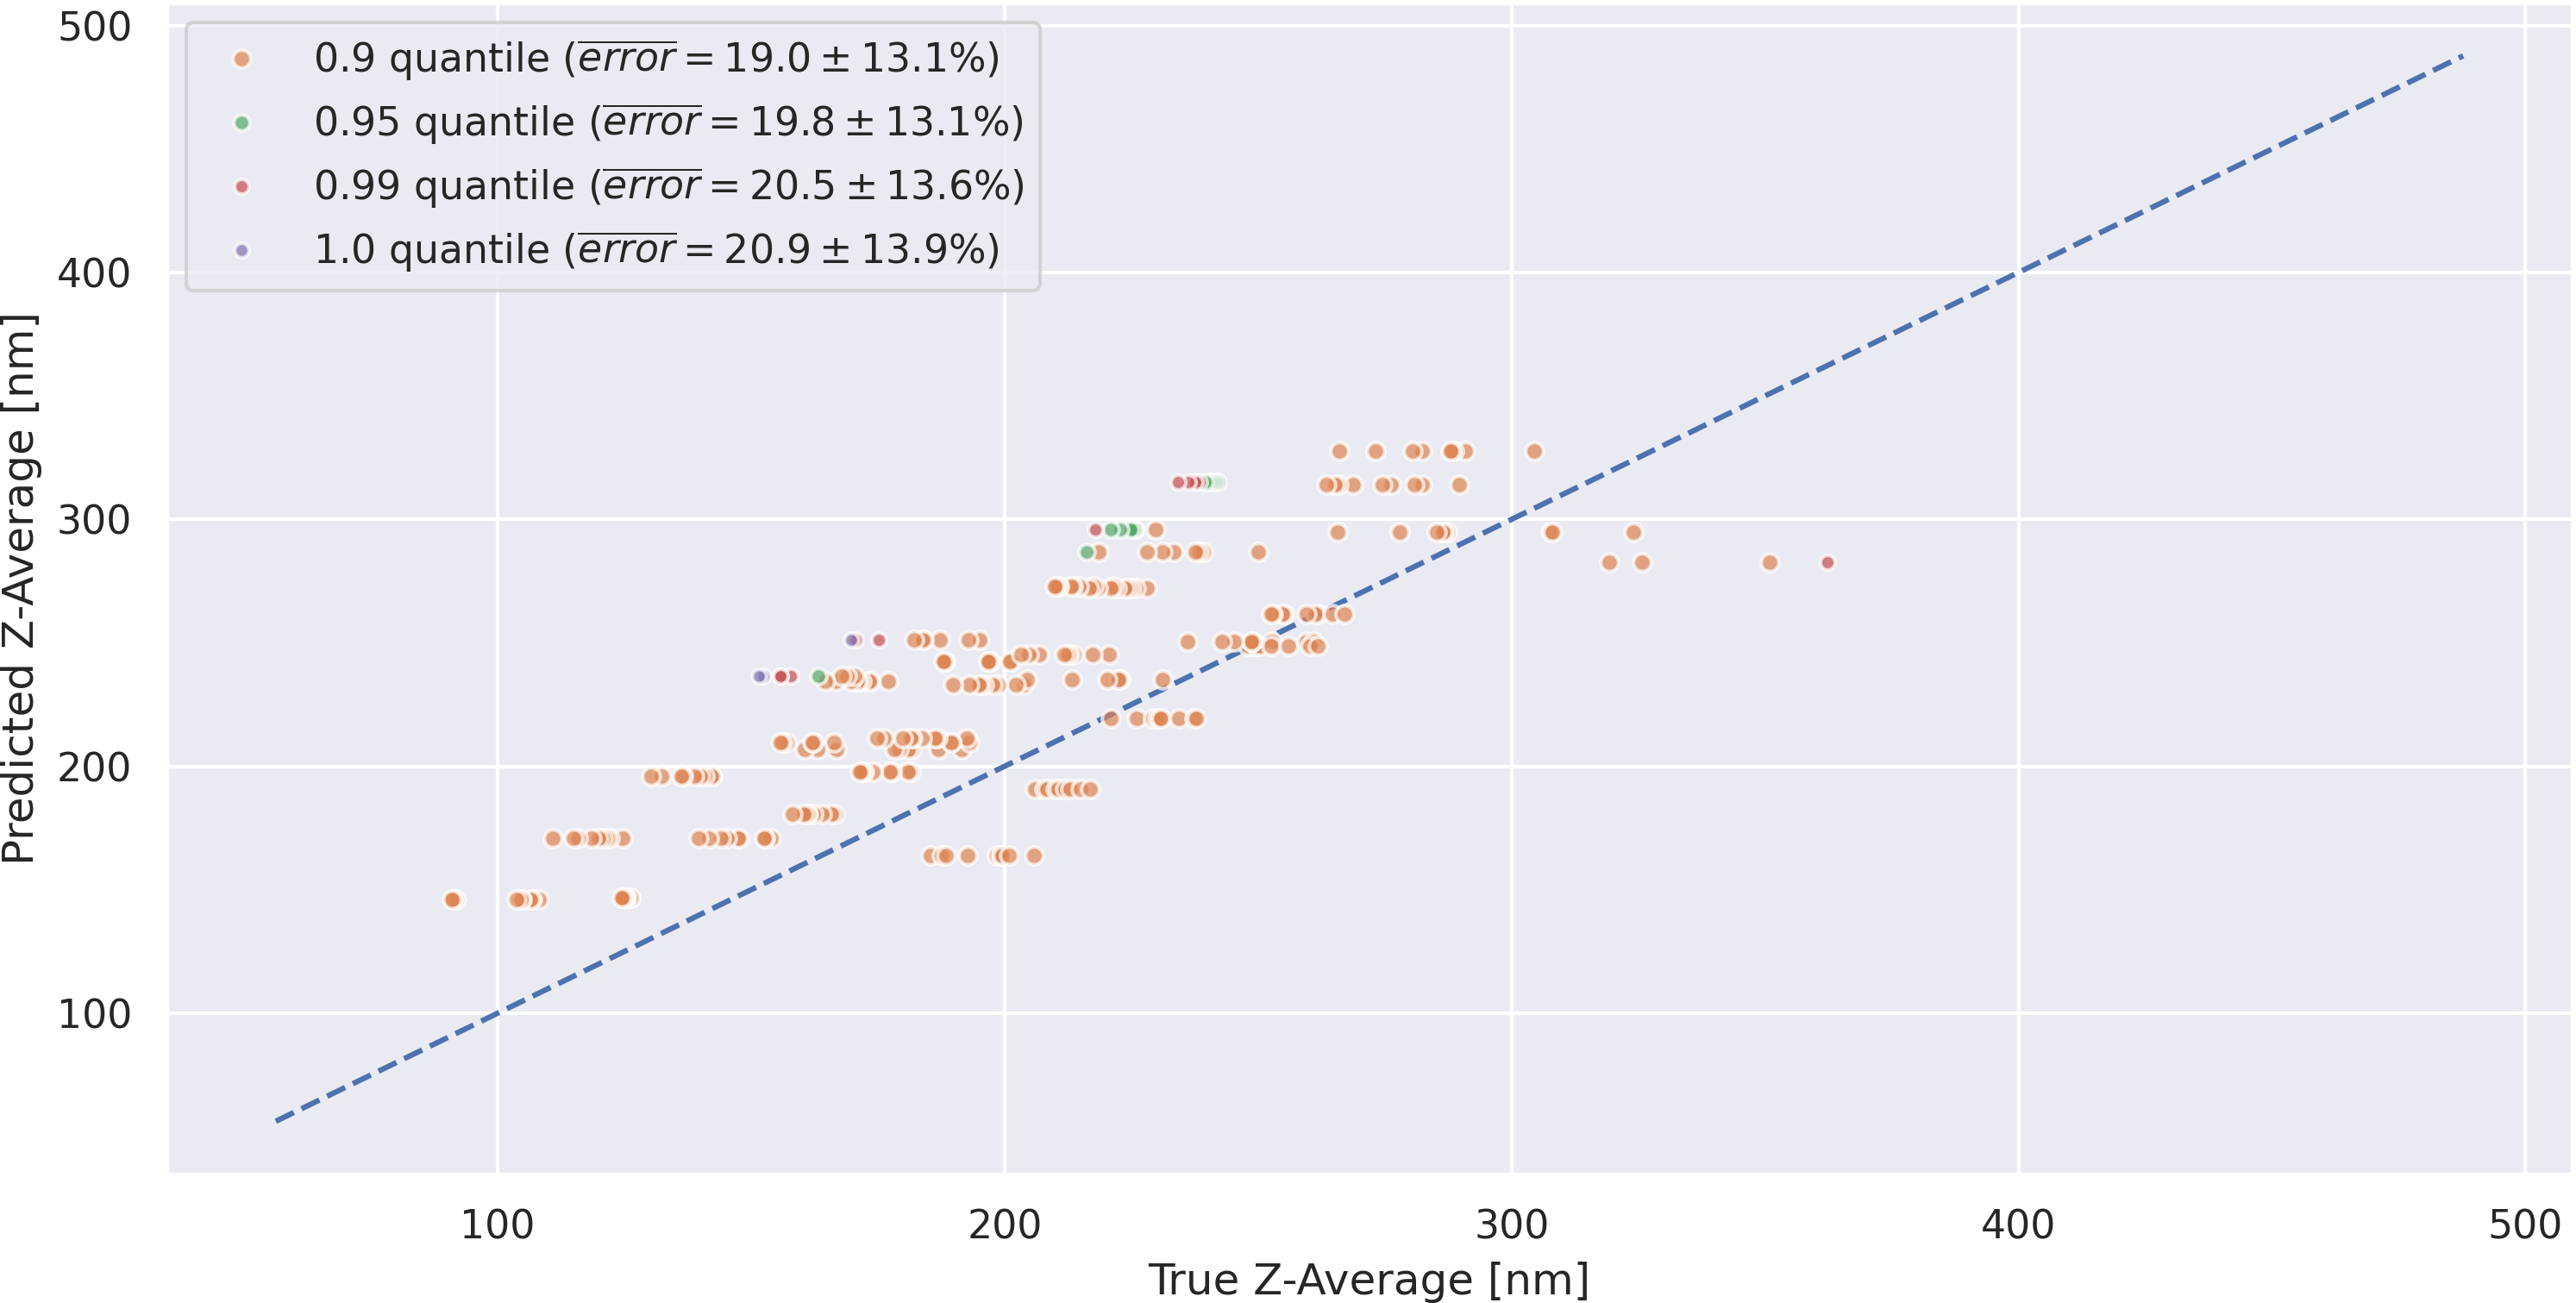 500
400
300
200
100
Predicted Z-Average [nm]
0.9 quantile (error = 19.0 ± 13.1%)
0.95 quantile (error = 19.8 ± 13.1%)
0.99 quantile (error = 20.5 ± 13.6%)
1.0 quantile (error = 20.9 ± 13.9%)
100 200 300 400 500
True Z-Average [nm]